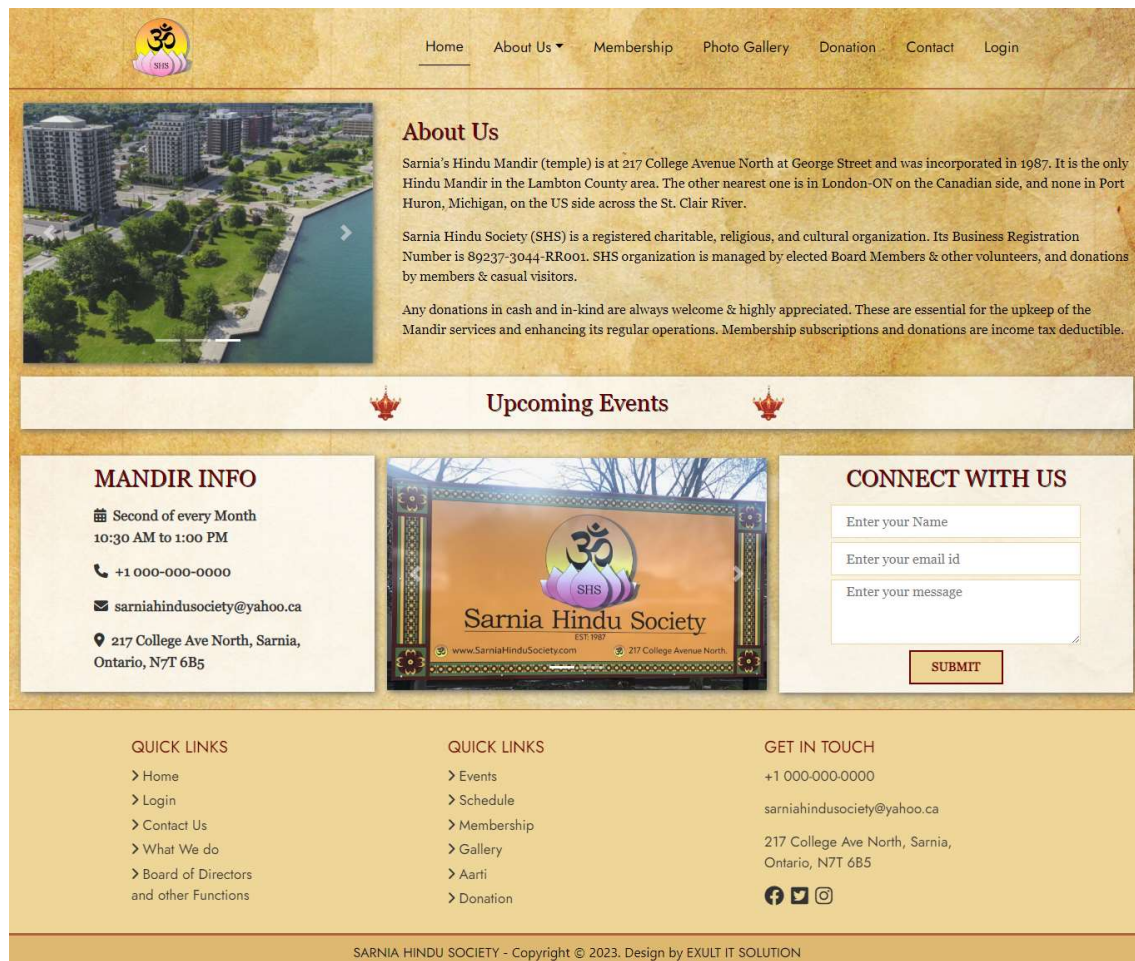 ॐ
SHS
Home
About Us
Membership
Photo Gallery
Donation
Contact
Login
About Us
Sarnia's Hindu Mandir (temple) is at 217 College Avenue North at George Street and was incorporated in 1987. It is the only
Hindu Mandir in the Lambton County area. The other nearest one is in London-ON on the Canadian side, and none in Port
Huron, Michigan, on the US side across the St. Clair River.
Sarnia Hindu Society (SHS) is a registered charitable, religious, and cultural organization. Its Business Registration
Number is 89237-3044-RR001. SHS organization is managed by elected Board Members & other volunteers, and donations
by members & casual visitors.
Any donations in cash and in-kind are always welcome & highly appreciated. These are essential for the upkeep of the
Mandir services and enhancing its regular operations. Membership subscriptions and donations are income tax deductible.
Upcoming Events
MANDIR INFO
Second of every Month
10:30 AM to 1:00 PM
+1 000-000-0000
sarniahindusociety@yahoo.ca
217 College Ave North, Sarnia,
Ontario, N7T 6B5
ॐ
SHS
Sarnia Hindu Society
EST: 1987
ॐ www.SarniaHinduSociety.com
ॐ 217 College Avenue North.
CONNECT WITH US
Enter your Name
Enter your email id
Enter your message
SUBMIT
QUICK LINKS
Home
Login
Contact Us
What We do
Board of Directors
and other Functions
QUICK LINKS
Events
Schedule
Membership
Gallery
Aarti
Donation
GET IN TOUCH
+1 000-000-0000
sarniahindusociety@yahoo.ca
217 College Ave North, Sarnia,
Ontario, N7T 6B5
SARNIA HINDU SOCIETY - Copyright © 2023. Design by EXULT IT SOLUTION